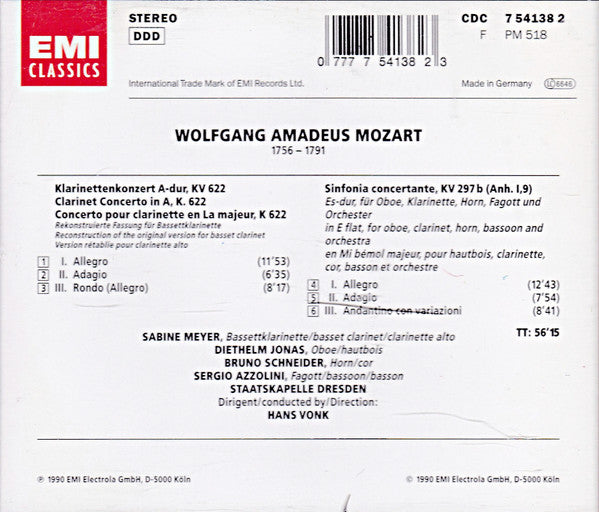 EMI
CLASSICS
STEREO
DDD
0 777 7 54138 2 3
CDC 7 54138 2
F PM 518
International Trade Mark of EMI Records Ltd.
Made in Germany LC 6646
WOLFGANG AMADEUS MOZART
1756 – 1791
Klarinettenkonzert A-dur, KV 622
Clarinet Concerto in A, K. 622
Concerto pour clarinette en La majeur, K 622
Rekonstruierte Fassung für Bassettklarinette
Reconstruction of the original version for basset clarinet
Version rétablie pour clarinette alto
1 I. Allegro (11'53)
2 II. Adagio (6'35)
3 III. Rondo (Allegro) (8'17)
Sinfonia concertante, KV 297b (Anh. I,9)
Es-dur, für Oboe, Klarinette, Horn, Fagott und
Orchester
in E flat, for oboe, clarinet, horn, bassoon and
orchestra
en Mi bémol majeur, pour hautbois, clarinette,
cor, basson et orchestre
4 I. Allegro (12'43)
5 II. Adagio (7'54)
6 III. Andantino con variazioni (8'41)
TT: 56'15
SABINE MEYER, Bassettklarinette/basset clarinet/clarinette alto
DIETHELM JONAS, Oboe/hautbois
BRUNO SCHNEIDER, Horn/cor
SERGIO AZZOLINI, Fagott/bassoon/basson
STAATSKAPELLE DRESDEN
Dirigent/conducted by/Direction:
HANS VONK
℗ 1990 EMI Electrola GmbH, D-5000 Köln
© 1990 EMI Electrola GmbH, D-5000 Köln